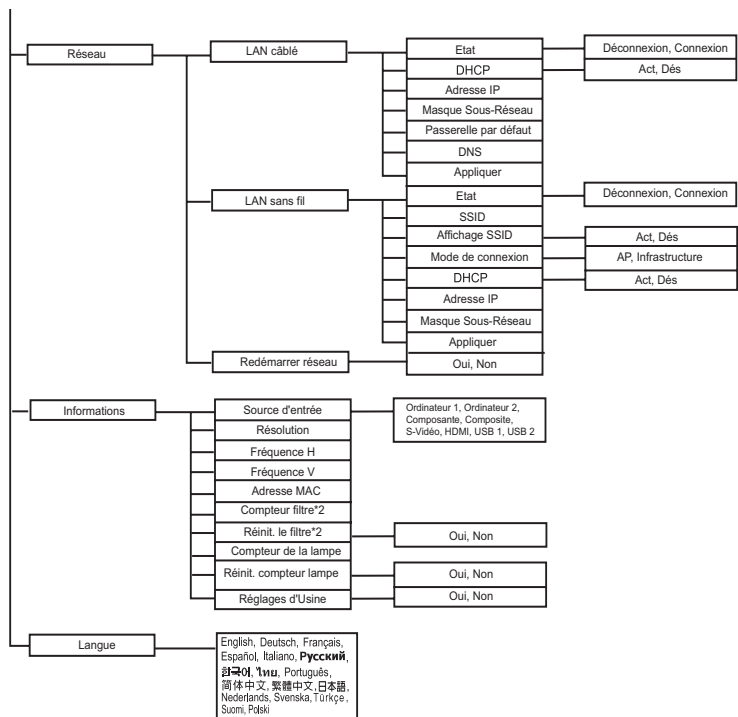 Réseau
LAN câblé
Etat
Déconnexion, Connexion
DHCP
Act, Dés
Adresse IP
Masque Sous-Réseau
Passerelle par défaut
DNS
Appliquer
LAN sans fil
Etat
Déconnexion, Connexion
SSID
Affichage SSID
Act, Dés
Mode de connexion
AP, Infrastructure
DHCP
Act, Dés
Adresse IP
Masque Sous-Réseau
Appliquer
Redémarrer réseau
Oui, Non
Informations
Source d'entrée
Ordinateur 1, Ordinateur 2,
Composante, Composite,
S-Vidéo, HDMI, USB 1, USB 2
Résolution
Fréquence H
Fréquence V
Adresse MAC
Compteur filtre*2
Réinit. le filtre*2
Oui, Non
Compteur de la lampe
Réinit. compteur lampe
Oui, Non
Réglages d'Usine
Oui, Non
Langue
English, Deutsch, Français,
Español, Italiano, Русский,
한국어, ไทย, Português,
简体中文, 繁體中文, 日本語,
Nederlands, Svenska, Türkçe,
Suomi, Polski